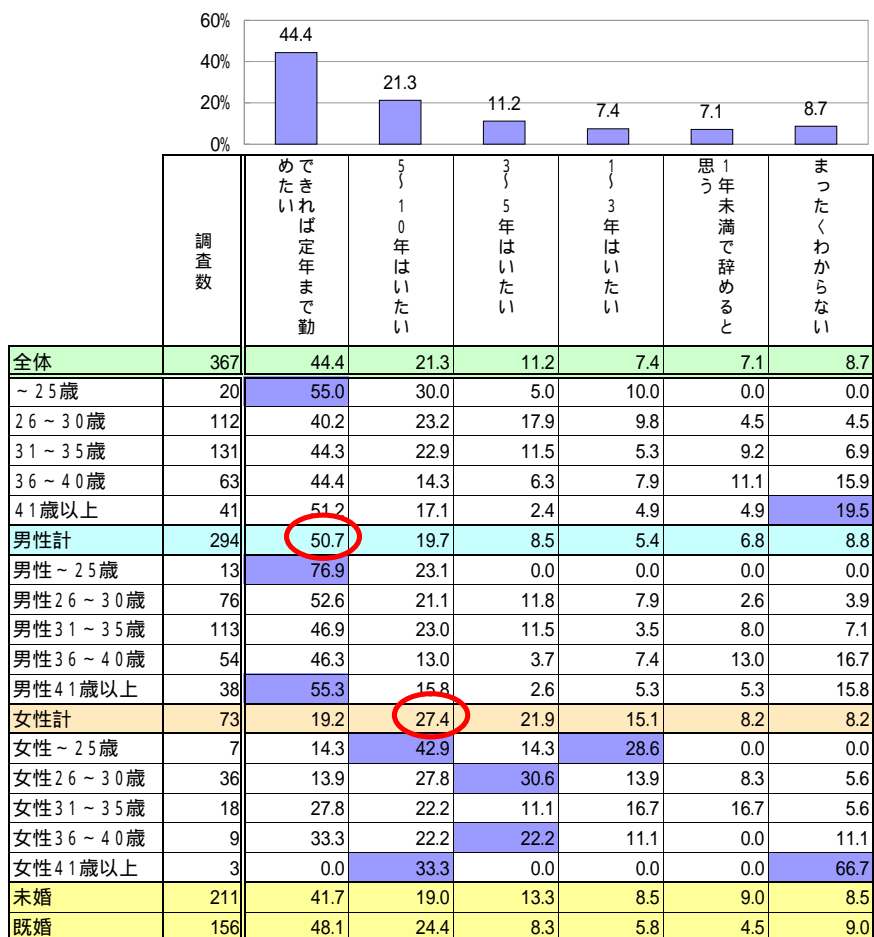 60%
40%
20%
0%
44.4 21.3 11.2 7.4 7.1 8.7
調査数
できれば定年まで勤
めたい
5~10年はいたい
3~5年はいたい
1~3年はいたい
1年未満で辞めると
思う
まったくわからない
全体 367 44.4 21.3 11.2 7.4 7.1 8.7
~25歳 20 55.0 30.0 5.0 10.0 0.0 0.0
26~30歳 112 40.2 23.2 17.9 9.8 4.5 4.5
31~35歳 131 44.3 22.9 11.5 5.3 9.2 6.9
36~40歳 63 44.4 14.3 6.3 7.9 11.1 15.9
41歳以上 41 51.2 17.1 2.4 4.9 4.9 19.5
男性計 294 50.7 19.7 8.5 5.4 6.8 8.8
男性~25歳 13 76.9 23.1 0.0 0.0 0.0 0.0
男性26~30歳 76 52.6 21.1 11.8 7.9 2.6 3.9
男性31~35歳 113 46.9 23.0 11.5 3.5 8.0 7.1
男性36~40歳 54 46.3 13.0 3.7 7.4 13.0 16.7
男性41歳以上 38 55.3 15.8 2.6 5.3 5.3 15.8
女性計 73 19.2 27.4 21.9 15.1 8.2 8.2
女性~25歳 7 14.3 42.9 14.3 28.6 0.0 0.0
女性26~30歳 36 13.9 27.8 30.6 13.9 8.3 5.6
女性31~35歳 18 27.8 22.2 11.1 16.7 16.7 5.6
女性36~40歳 9 33.3 22.2 22.2 11.1 0.0 11.1
女性41歳以上 3 0.0 33.3 0.0 0.0 0.0 66.7
未婚 211 41.7 19.0 13.3 8.5 9.0 8.5
既婚 156 48.1 24.4 8.3 5.8 4.5 9.0